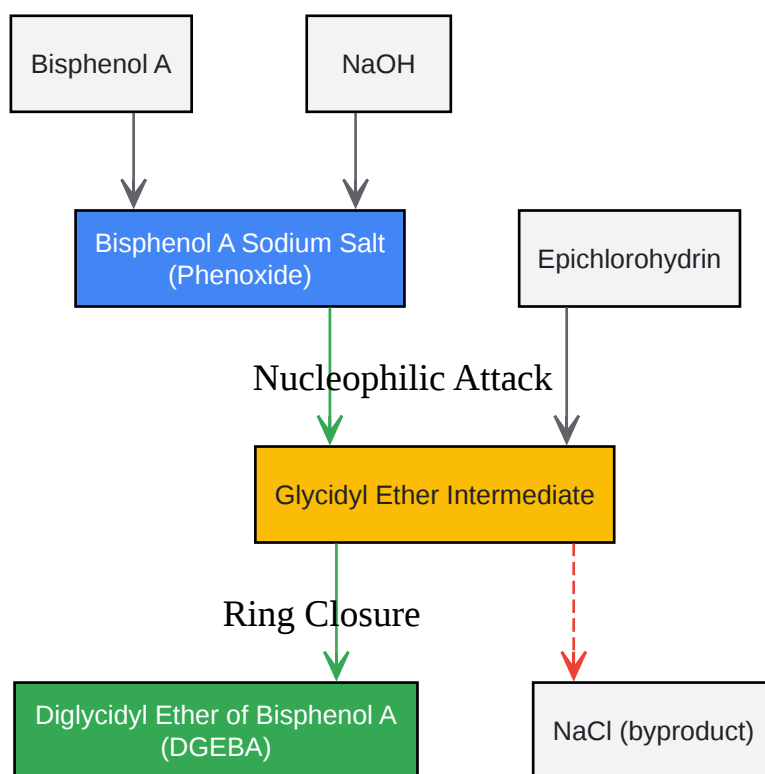 Bisphenol A
NaOH
Bisphenol A Sodium Salt
(Phenoxide)
Epichlorohydrin
Nucleophilic Attack
Glycidyl Ether Intermediate
Ring Closure
Diglycidyl Ether of Bisphenol A
(DGEBA)
NaCl (byproduct)